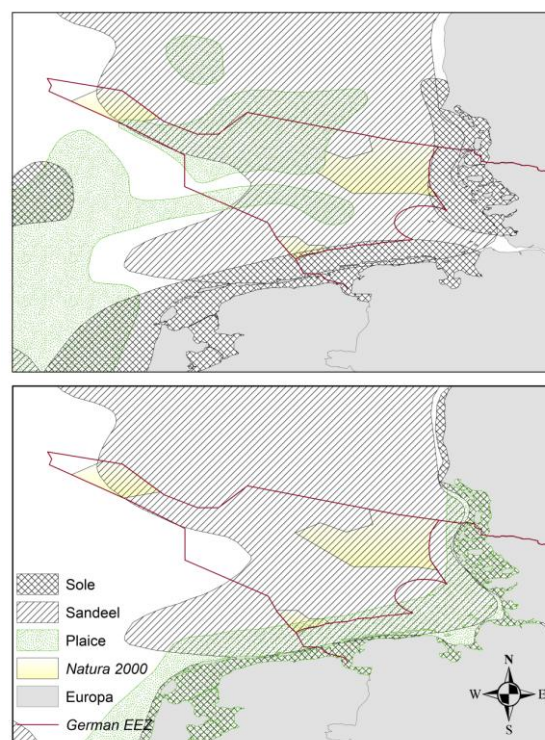 Sole
Sandeel
Plaice
Natura 2000
Europa
German EEZ
N
W
E
S